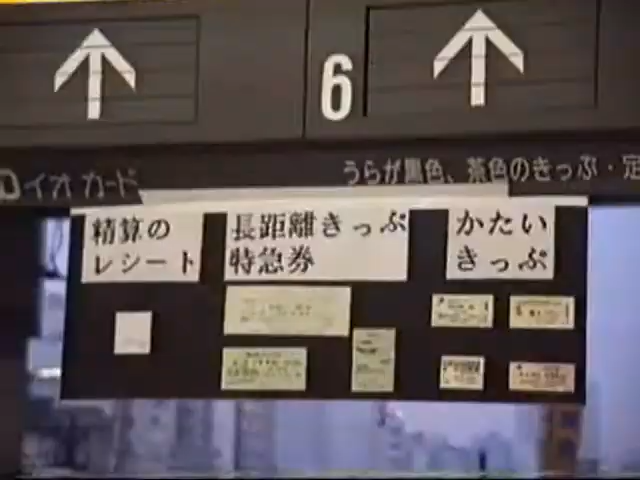 6
イオカード
うらが黒色、茶色のきっぷ・定
精算の
レシート
長距離きっぷ
特急券
かたい
きっぷ